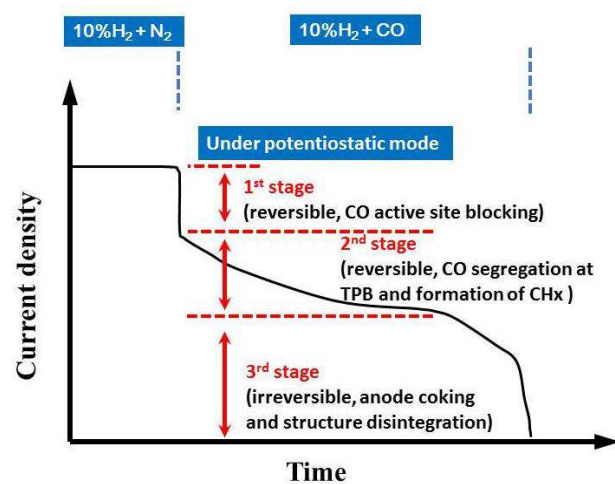 10%H₂ + N₂
10%H₂ + CO
Under potentiostatic mode
1st stage
(reversible, CO active site blocking)
2nd stage
(reversible, CO segregation at
TPB and formation of CHx )
3rd stage
(irreversible, anode coking
and structure disintegration)
Current density
Time